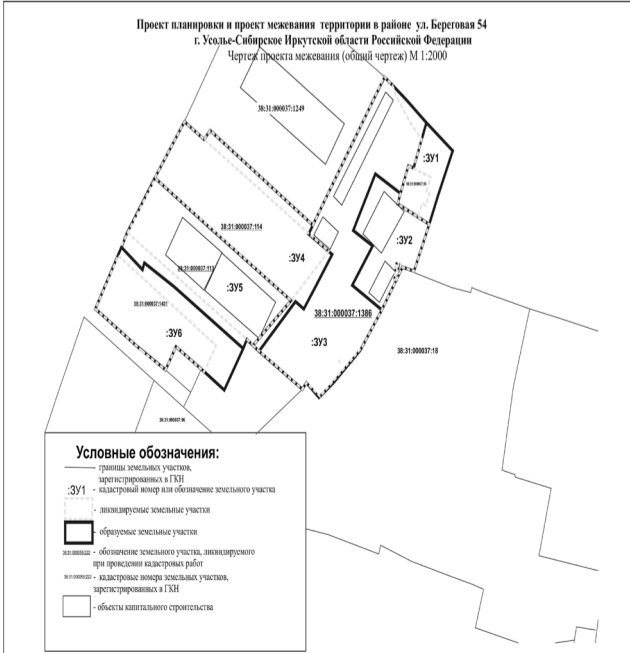 Проект планировки и проект межевания территории в районе ул. Береговая 54
г. Усолье-Сибирское Иркутской области Российской Федерации
Чертеж проекта межевания (общий чертеж) М 1:2000
38:31:000037:1249
:ЗУ1
38:31:000037:114
:ЗУ2
:ЗУ4
:ЗУ5
38:31:000037:1386
:ЗУ6
:ЗУ3
38:31:000037:18
Условные обозначения:
границы земельных участков,
зарегистрированных в ГКН
:ЗУ1 - кадастровый номер или обозначение земельного участка
- ликвидируемые земельные участки
- образуемые земельные участки
- обозначение земельного участка, ликвидируемого
при проведении кадастровых работ
- кадастровые номера земельных участков,
зарегистрированных в ГКН
- объекты капитального строительства